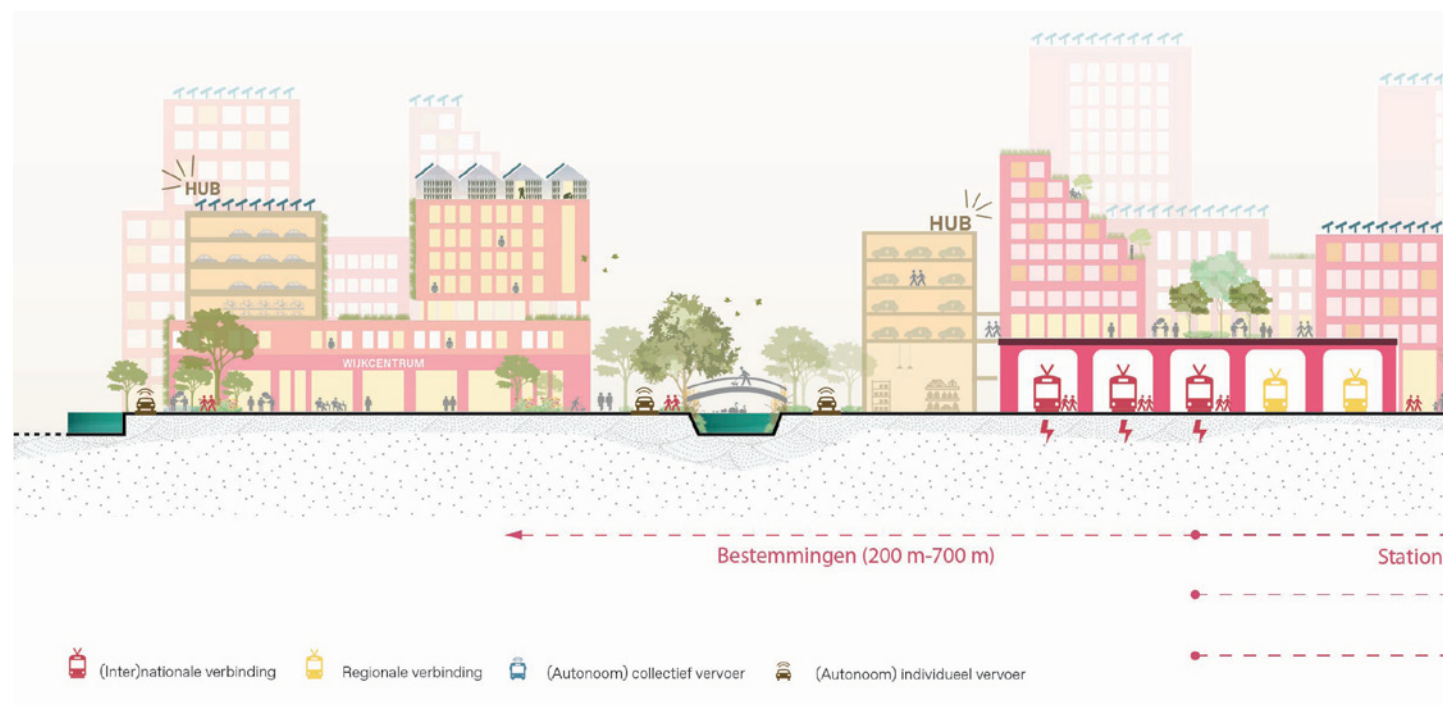 HUB
HUB
WIJKCENTRUM
Bestemmingen (200 m-700 m)
Station
(Inter)nationale verbinding
Regionale verbinding
(Autonoom) collectief vervoer
(Autonoom) individueel vervoer